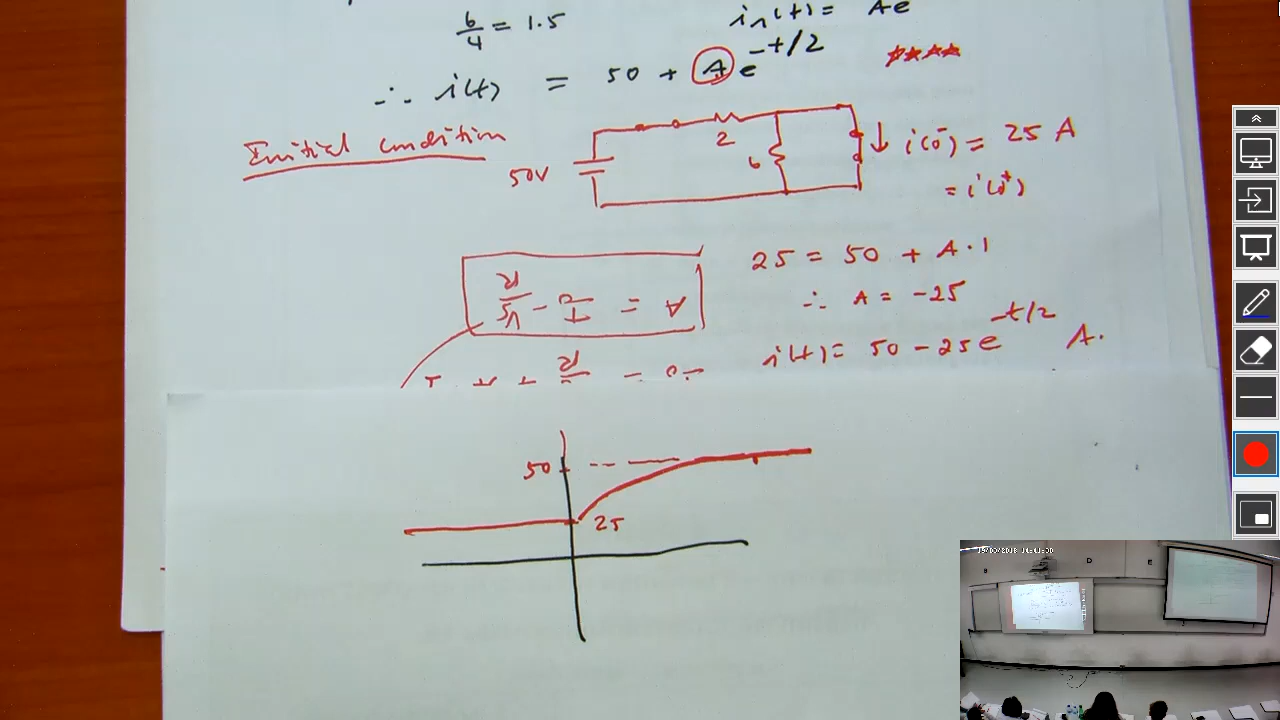 6/4 = 1.5
iₙ(t) = Ae
∴ i(t) = 50 + A e^-t/2 ****
Initial condition
50V
2
6
↓ i(0⁻) = 25 A
= i(0⁺)
25 = 50 + A · 1
∴ A = -25
i(t) = 50 - 25e^-t/2 A.
50
25